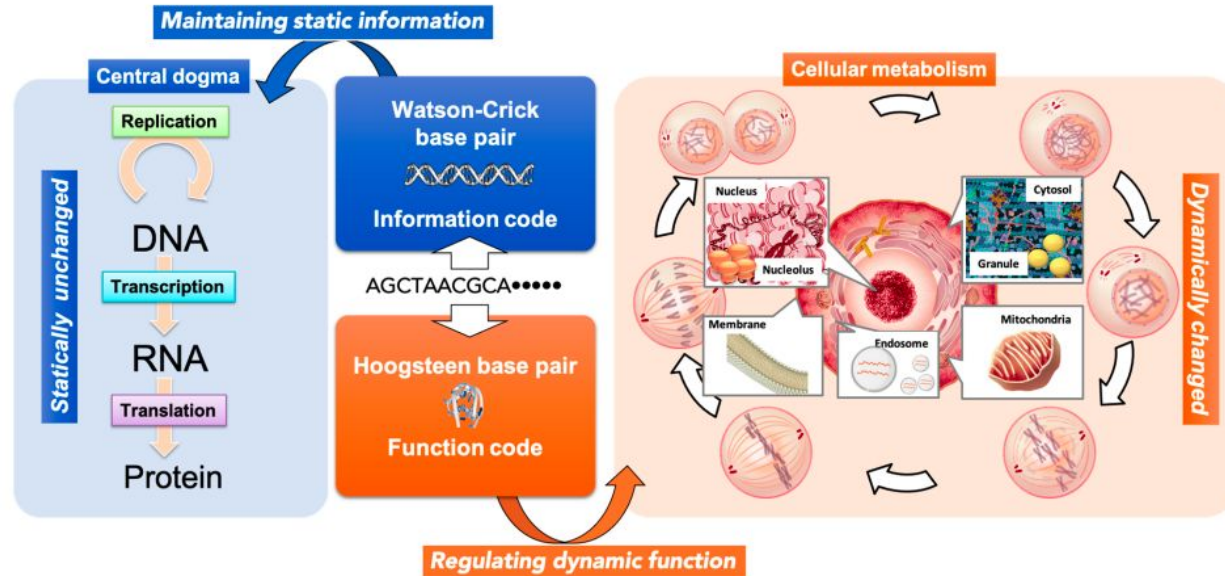 Maintaining static information
Central dogma
Replication
DNA
Transcription
RNA
Translation
Protein
Statically unchanged
Watson-Crick
base pair
Information code
AGCTAACGCA•••••
Hoogsteen base pair
Function code
Regulating dynamic function
Cellular metabolism
Nucleus
Nucleolus
Cytosol
Granule
Membrane
Endosome
Mitochondria
Dynamically changed